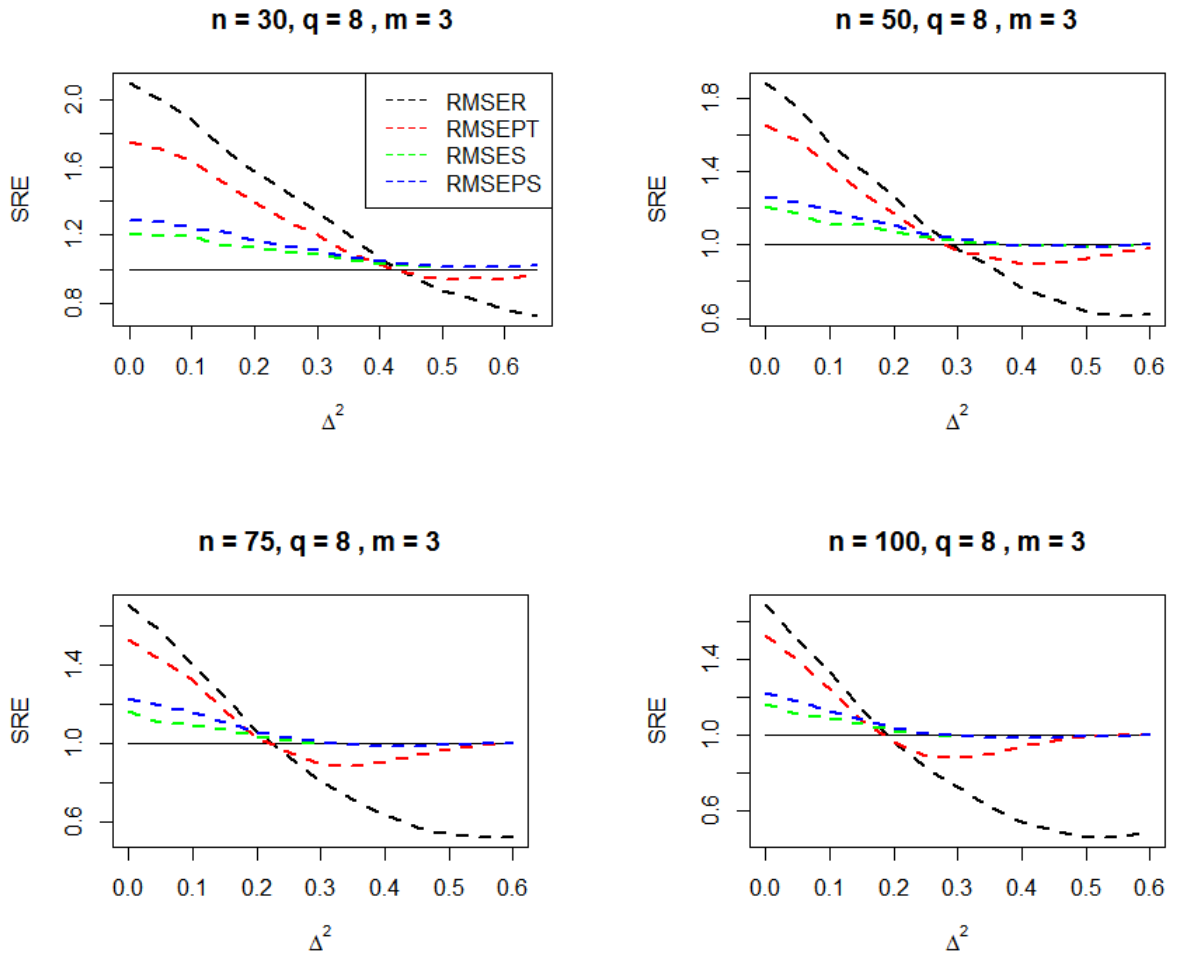 n = 30, q = 8 , m = 3
SRE
0.8 1.2 1.6 2.0
RMSER
RMSEPT
RMSES
RMSEPS
0.0 0.1 0.2 0.3 0.4 0.5 0.6
Δ²
n = 50, q = 8 , m = 3
SRE
0.6 1.0 1.4 1.8
0.0 0.1 0.2 0.3 0.4 0.5 0.6
Δ²
n = 75, q = 8 , m = 3
SRE
0.6 1.0 1.4
0.0 0.1 0.2 0.3 0.4 0.5 0.6
Δ²
n = 100, q = 8 , m = 3
SRE
0.6 1.0 1.4
0.0 0.1 0.2 0.3 0.4 0.5 0.6
Δ²